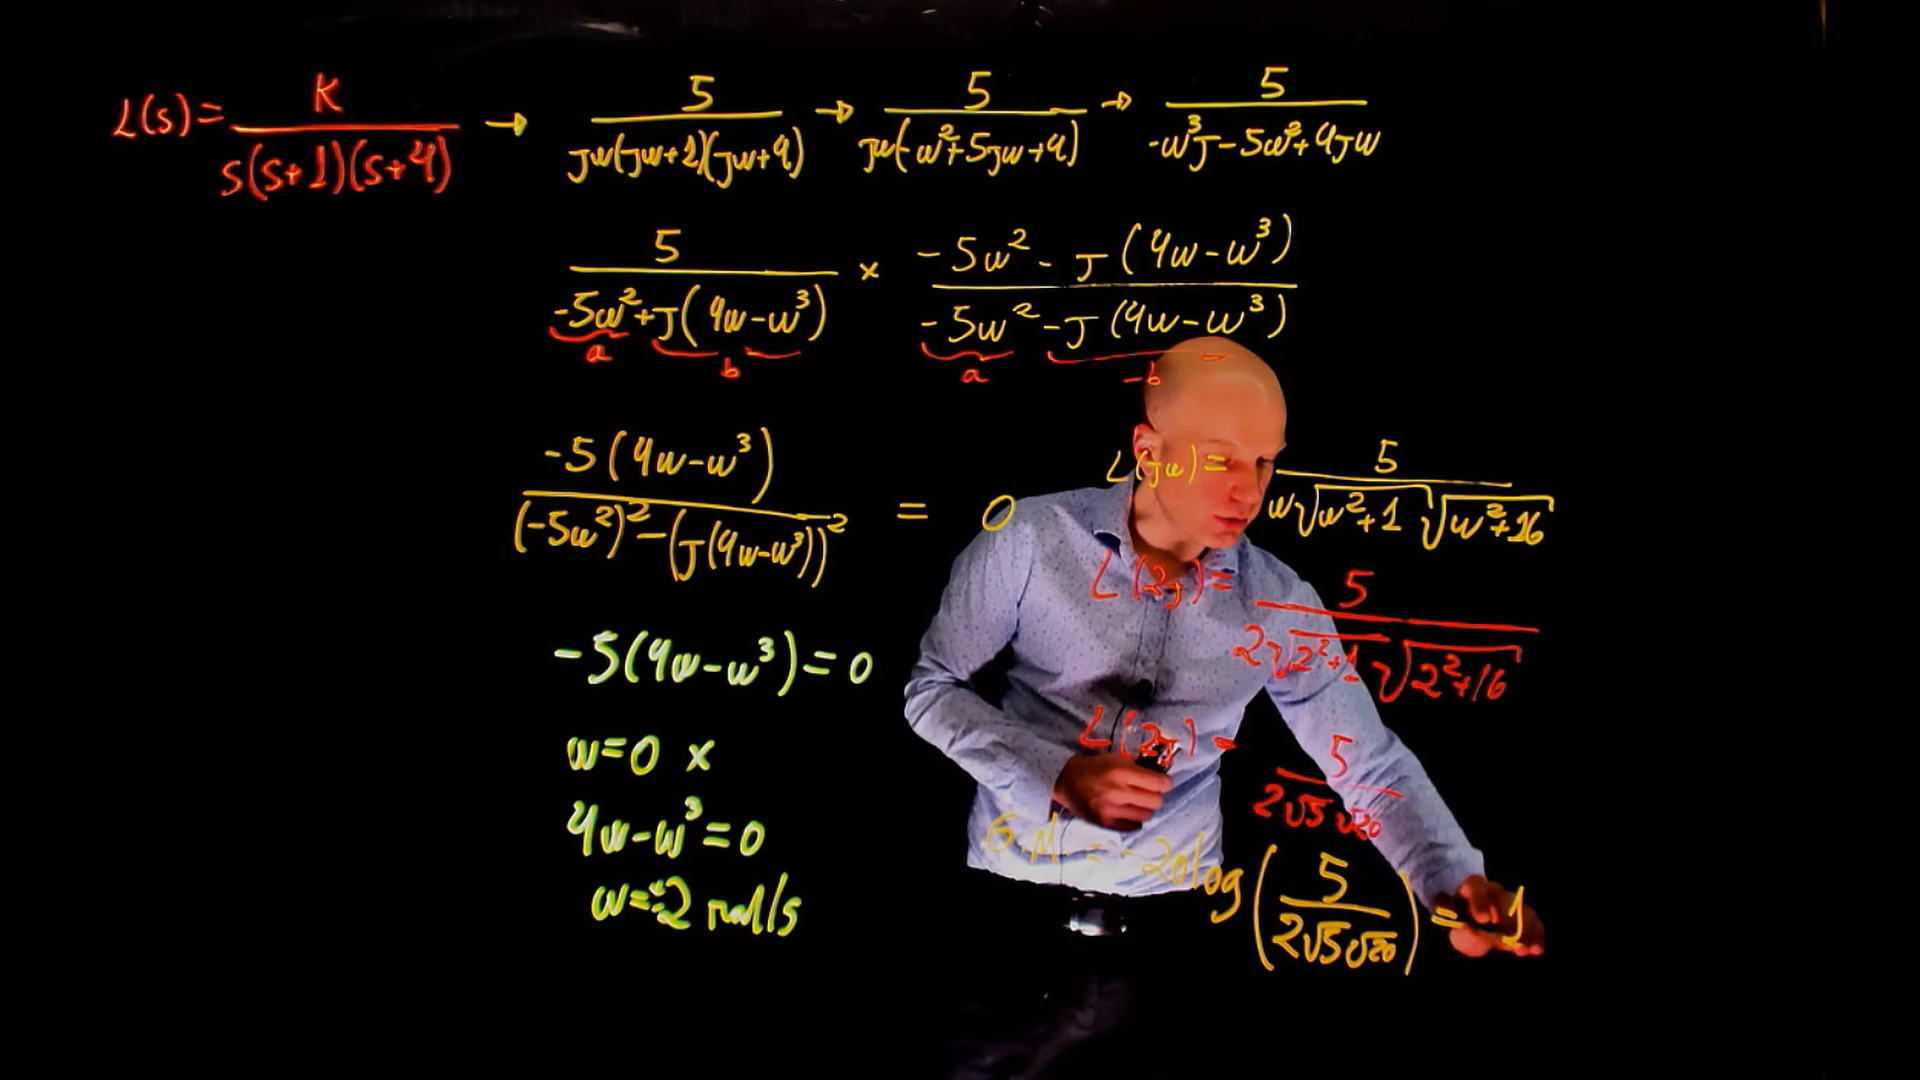 L(s) = K / s(s+1)(s+4) → 5 / jw(jw+1)(jw+4) → 5 / jw(-w²+5jw+4) → 5 / -w³j-5w²+4jw
5 / -5w²+j(4w-w³) × -5w²-j(4w-w³) / -5w²-j(4w-w³)
a b a -b
-5(4w-w³) / (-5w²)²-(j(4w-w³))² = 0
L(jw) = 5 / w√w²+1 √w²+16
L(2j) = 5 / 2√2²+1 √2²+16
-5(4w-w³)=0
w=0 x
L(2j) = 5 / 2√5√20
4w-w³=0
w=±2 rad/s
G.M. = -20log(5 / 2√5√20) = 1